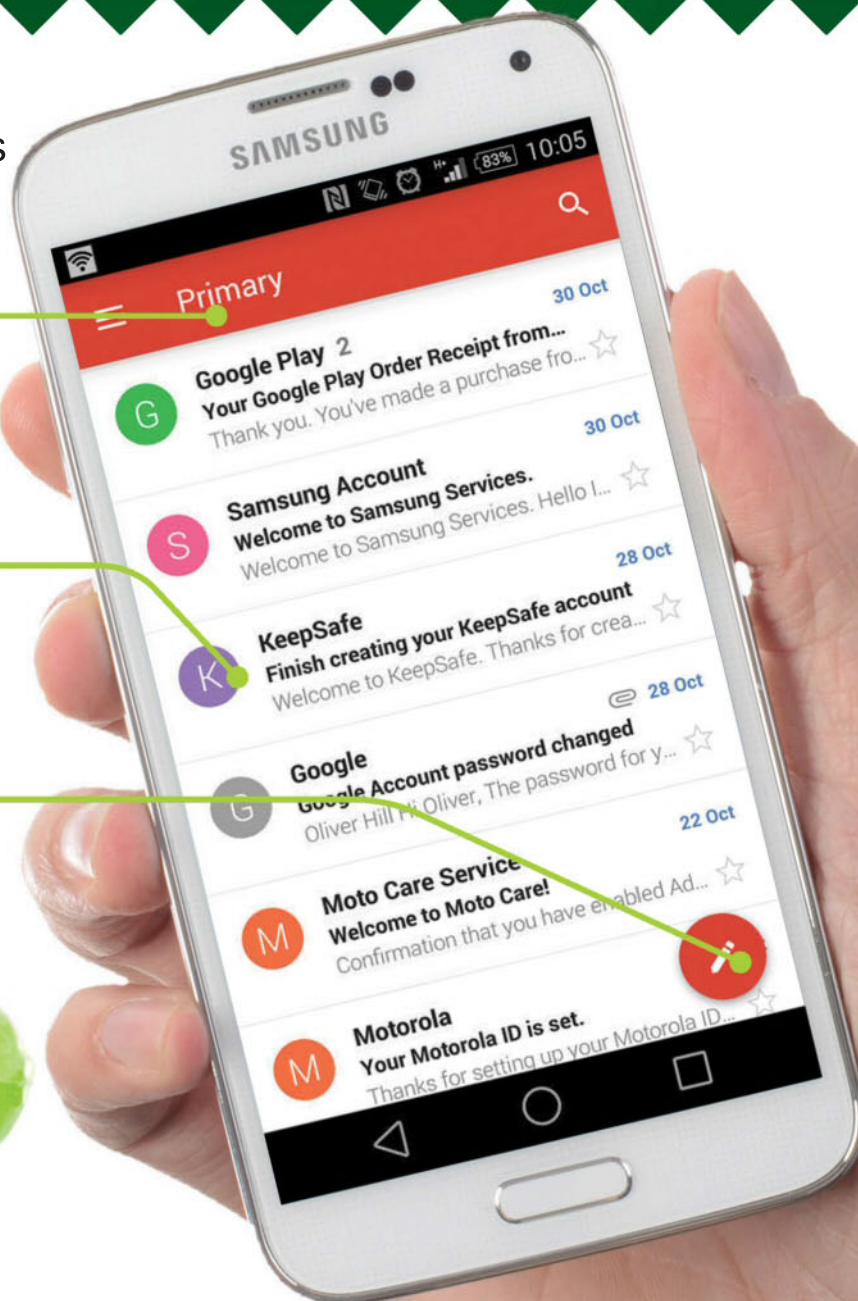 s
SAMSUNG
83% 10:05
Primary
30 Oct
Google Play 2
Your Google Play Order Receipt from...
Thank you. You've made a purchase fro...
G
30 Oct
Samsung Account
Welcome to Samsung Services.
Welcome to Samsung Services. Hello I...
S
28 Oct
KeepSafe
Finish creating your KeepSafe account
Welcome to KeepSafe. Thanks for crea...
K
28 Oct
Google
Google Account password changed
Oliver Hill Hi Oliver, The password for y...
G
22 Oct
Moto Care Service
Welcome to Moto Care!
Confirmation that you have enabled Ad...
M
Motorola
Your Motorola ID is set.
Thanks for setting up your Motorola ID...
M